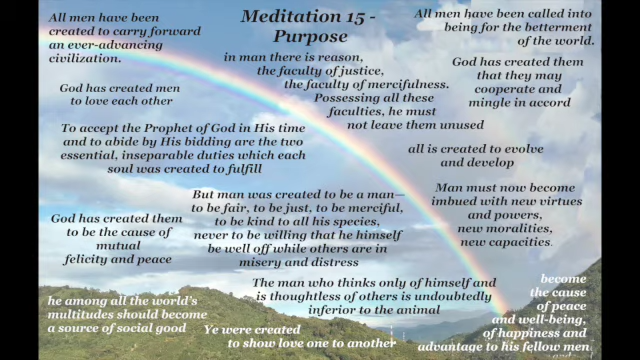 Meditation 15 -
Purpose
All men have been
created to carry forward
an ever-advancing
civilization.
God has created men
to love each other
in man there is reason,
the faculty of justice,
the faculty of mercifulness.
Possessing all these
faculties, he must
not leave them unused
All men have been called into
being for the betterment
of the world.
God has created them
that they may
cooperate and
mingle in accord
To accept the Prophet of God in His time
and to abide by His bidding are the two
essential, inseparable duties which each
soul was created to fulfill
all is created to evolve
and develop
But man was created to be a man—
to be fair, to be just, to be merciful,
to be kind to all his species,
never to be willing that he himself
be well off while others are in
misery and distress
Man must now become
imbued with new virtues
and powers,
new moralities,
new capacities.
God has created them
to be the cause of
mutual
felicity and peace
The man who thinks only of himself and
is thoughtless of others is undoubtedly
inferior to the animal
he among all the world's
multitudes should become
a source of social good
Ye were created
to show love one to another
become
the cause
of peace
and well-being,
of happiness and
advantage to his fellow men